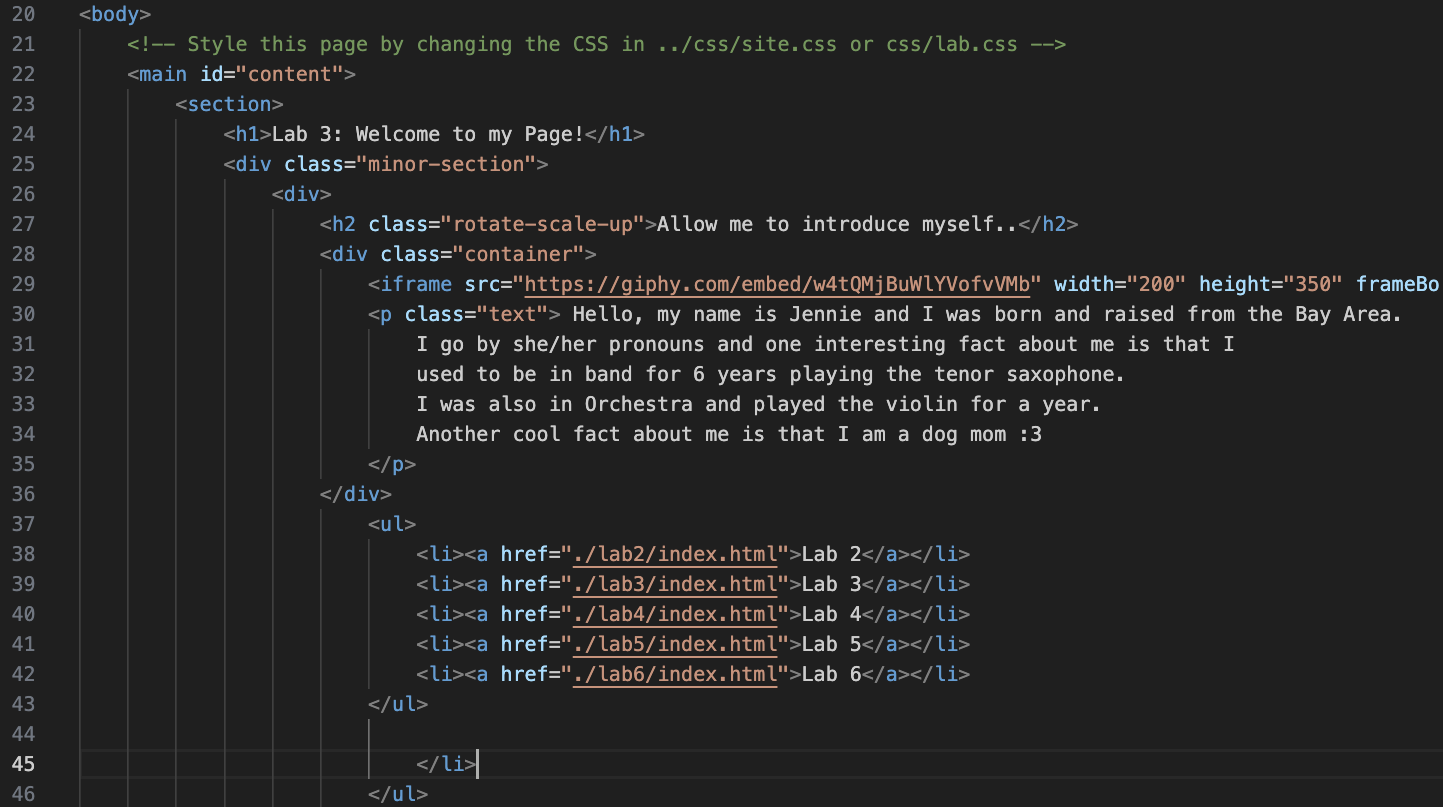 20 <body>
21 <!-- Style this page by changing the CSS in ../css/site.css or css/lab.css -->
22 <main id="content">
23 <section>
24 <h1>Lab 3: Welcome to my Page!</h1>
25 <div class="minor-section">
26 <div>
27 <h2 class="rotate-scale-up">Allow me to introduce myself..</h2>
28 <div class="container">
29 <iframe src="https://giphy.com/embed/w4tQMjBuWlYVofvVMb" width="200" height="350" frameBo
30 <p class="text"> Hello, my name is Jennie and I was born and raised from the Bay Area.
31 I go by she/her pronouns and one interesting fact about me is that I
32 used to be in band for 6 years playing the tenor saxophone.
33 I was also in Orchestra and played the violin for a year.
34 Another cool fact about me is that I am a dog mom :3
35 </p>
36 </div>
37 <ul>
38 <li><a href="./lab2/index.html">Lab 2</a></li>
39 <li><a href="./lab3/index.html">Lab 3</a></li>
40 <li><a href="./lab4/index.html">Lab 4</a></li>
41 <li><a href="./lab5/index.html">Lab 5</a></li>
42 <li><a href="./lab6/index.html">Lab 6</a></li>
43 </ul>
44
45 </li>
46 </ul>